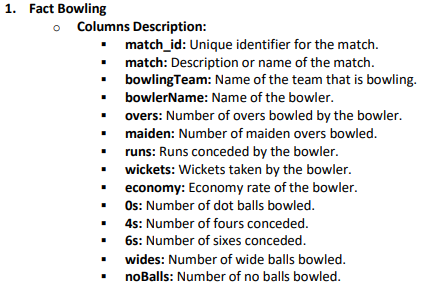 1. Fact Bowling
o Columns Description:
▪ match_id: Unique identifier for the match.
▪ match: Description or name of the match.
▪ bowlingTeam: Name of the team that is bowling.
▪ bowlerName: Name of the bowler.
▪ overs: Number of overs bowled by the bowler.
▪ maiden: Number of maiden overs bowled.
▪ runs: Runs conceded by the bowler.
▪ wickets: Wickets taken by the bowler.
▪ economy: Economy rate of the bowler.
▪ 0s: Number of dot balls bowled.
▪ 4s: Number of fours conceded.
▪ 6s: Number of sixes conceded.
▪ wides: Number of wide balls bowled.
▪ noBalls: Number of no balls bowled.